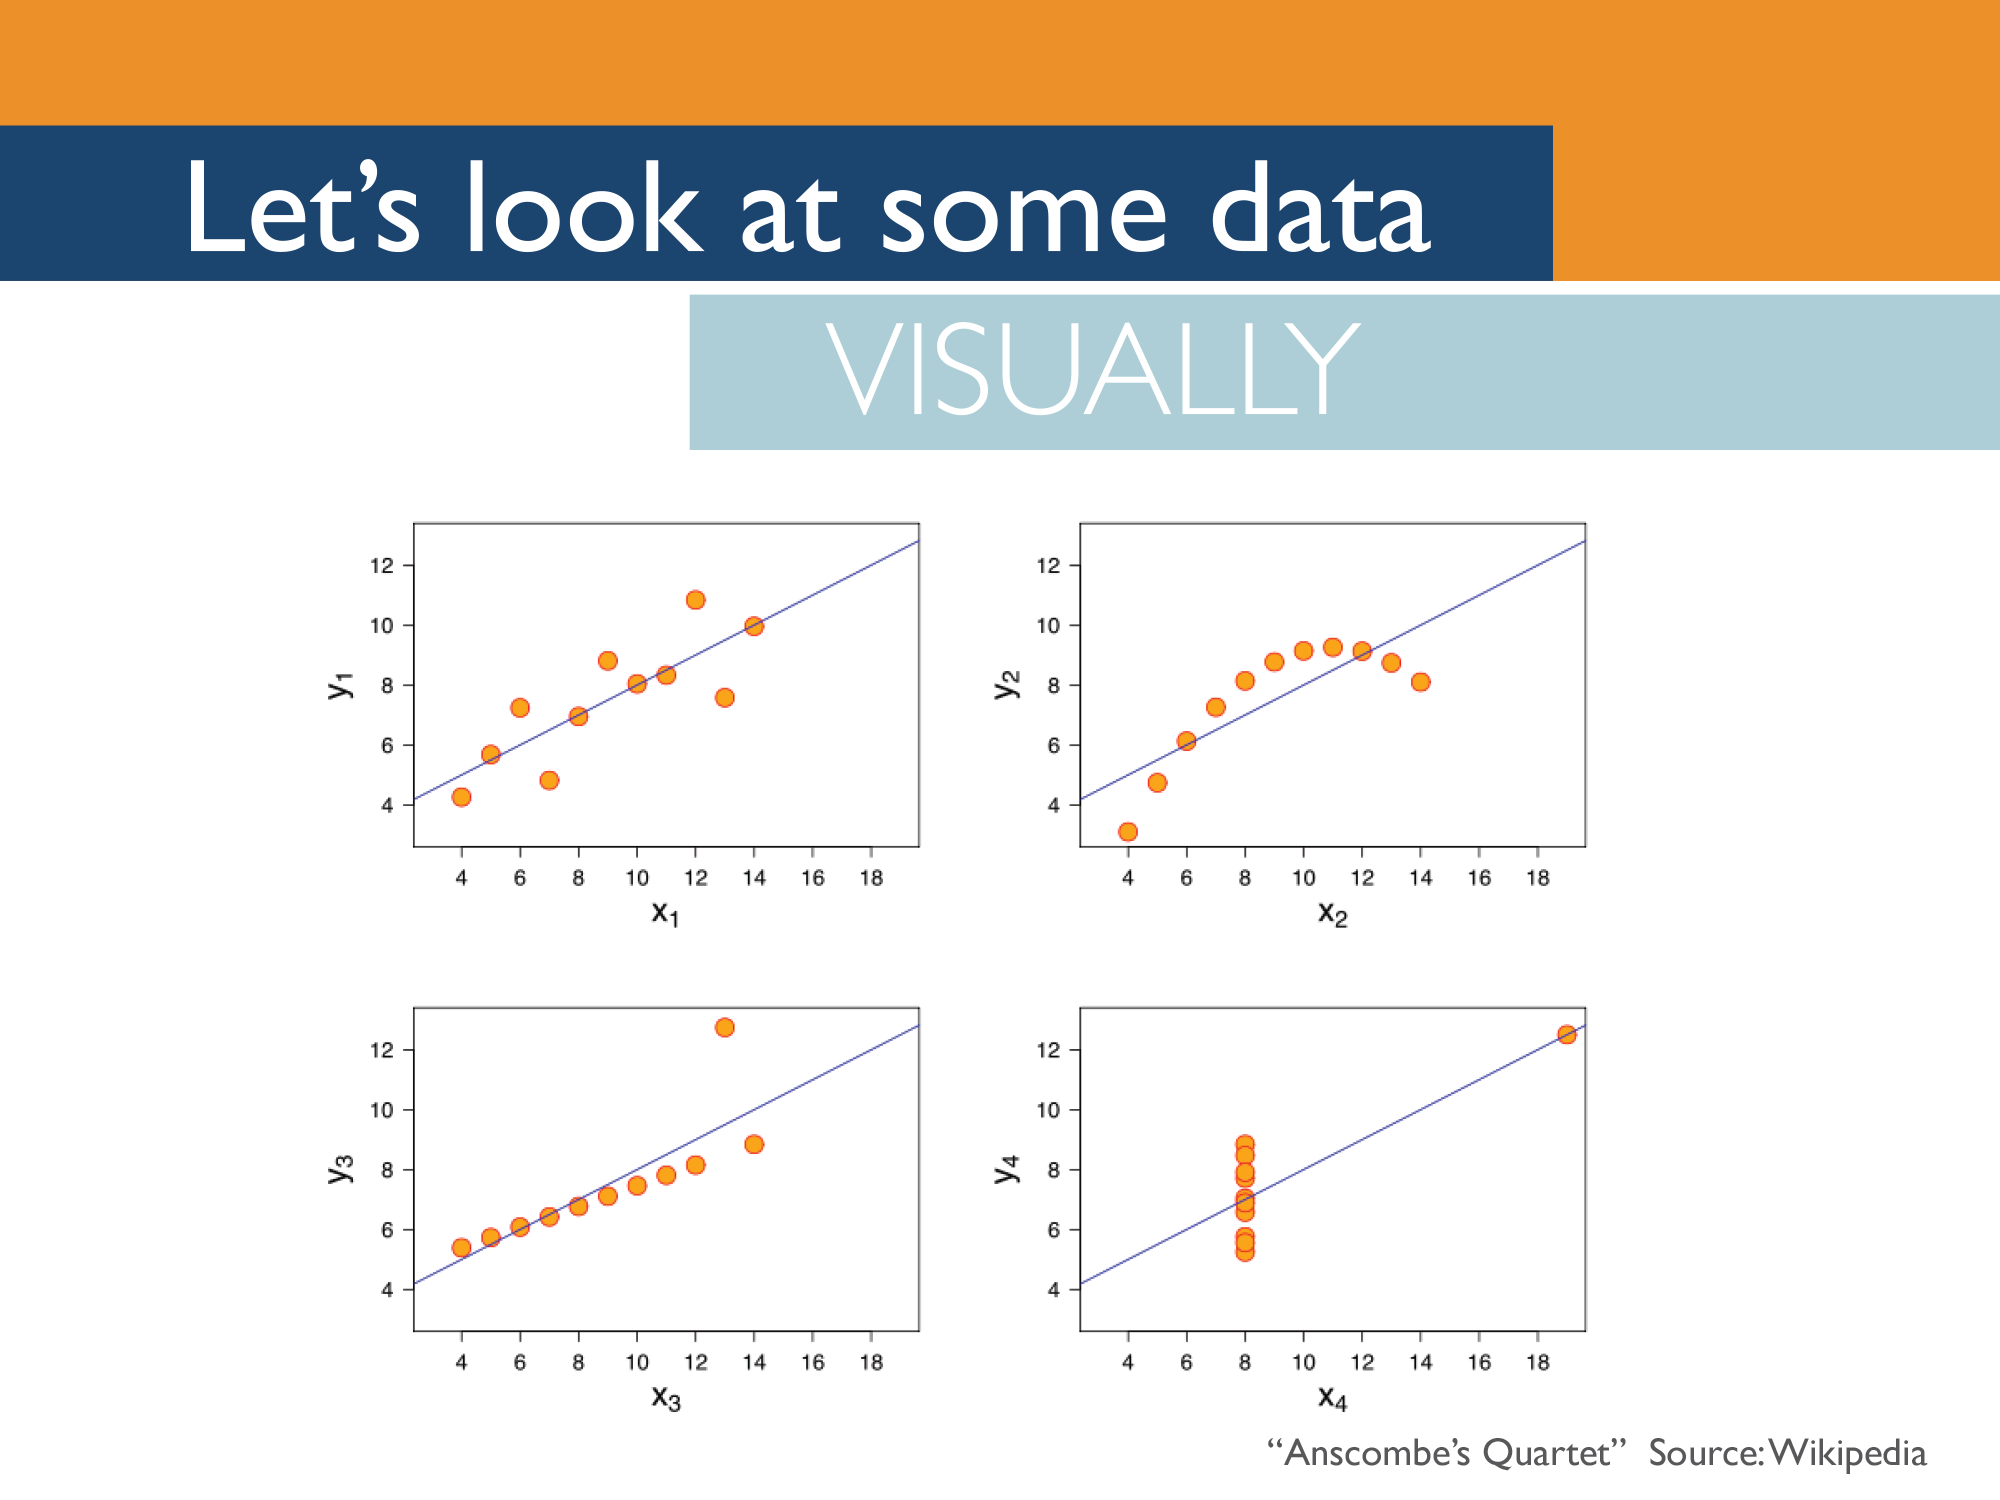 Let’s look at some data
VISUALLY
12
10
8
6
4
y1
4 6 8 10 12 14 16 18
x1
12
10
8
6
4
y2
4 6 8 10 12 14 16 18
x2
12
10
8
6
4
y3
4 6 8 10 12 14 16 18
x3
12
10
8
6
4
y4
4 6 8 10 12 14 16 18
x4
“Anscombe’s Quartet” Source: Wikipedia